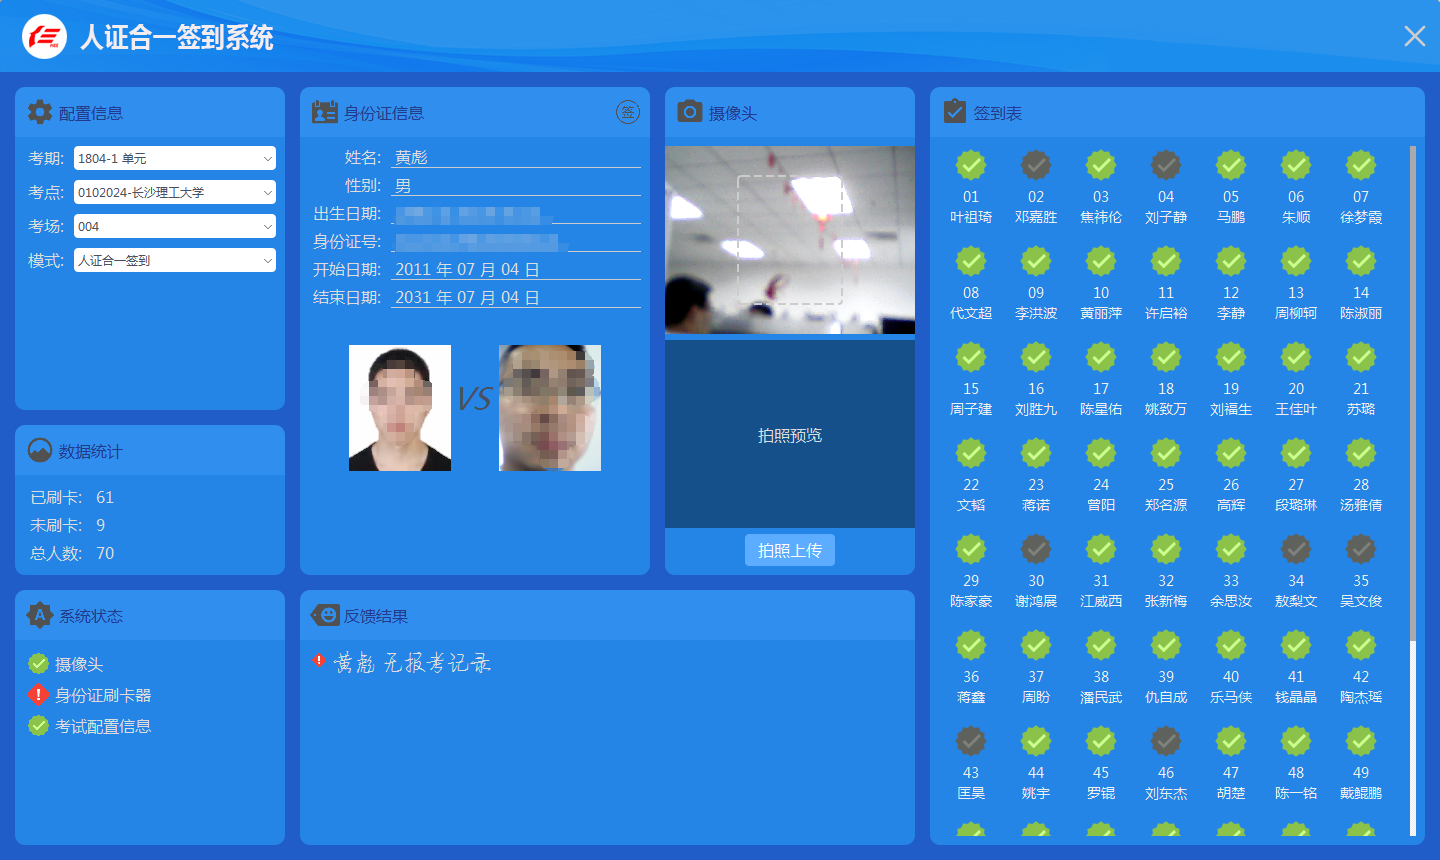 人证合一签到系统
配置信息
考期: 1804-1 单元
考点: 0102024-长沙理工大学
考场: 004
模式: 人证合一签到
数据统计
已刷卡: 61
未刷卡: 9
总人数: 70
系统状态
摄像头
身份证刷卡器
考试配置信息
身份证信息 签
姓名: 黄彪
性别: 男
出生日期:
身份证号:
开始日期: 2011 年 07 月 04 日
结束日期: 2031 年 07 月 04 日
VS
摄像头
拍照预览
拍照上传
反馈结果
黄彪 无报考记录
签到表
01 02 03 04 05 06 07
叶祖琦 邓嘉胜 焦祎伦 刘子静 马鹏 朱顺 徐梦霞
08 09 10 11 12 13 14
代文超 李洪波 黄丽萍 许启裕 李静 周柳轲 陈淑丽
15 16 17 18 19 20 21
周子建 刘胜九 陈星佑 姚致万 刘福生 王佳叶 苏璐
22 23 24 25 26 27 28
文韬 蒋诺 曾阳 郑名源 高辉 段璐琳 汤雅倩
29 30 31 32 33 34 35
陈家豪 谢鸿展 江威西 张新梅 余思汝 敖梨文 吴文俊
36 37 38 39 40 41 42
蒋鑫 周盼 潘民武 仇自成 乐马侠 钱晶晶 陶杰瑶
43 44 45 46 47 48 49
匡昊 姚宇 罗锟 刘东杰 胡楚 陈一铭 戴鲲鹏